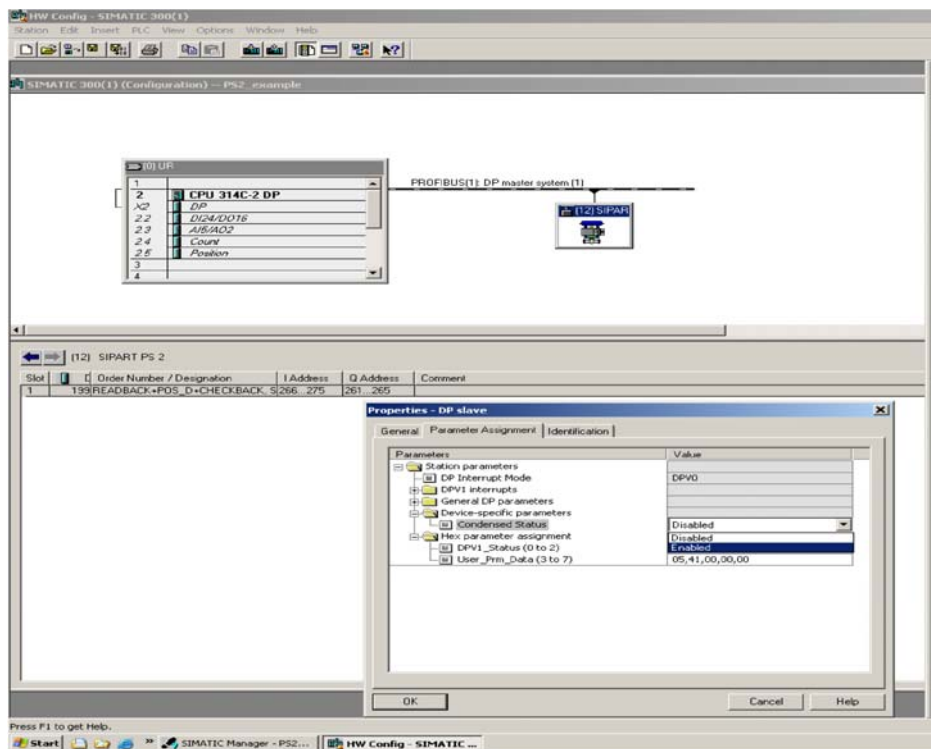 HW Config - SIMATIC 300(1)
Station Edit Insert PLC View Options Window Help
SIMATIC 300(1) (Configuration) -- PS2_example
(0) UR
1
2 CPU 314C-2 DP
X2 DP
2.2 DI24/DO16
2.3 AI5/AO2
2.4 Count
2.5 Position
3
4
PROFIBUS(1): DP master system (1)
(12) SIPAR
(12) SIPART PS 2
Slot D Order Number / Designation I Address Q Address Comment
1 199 READBACK+POS_D+CHECKBACK, S 266...275 261...265
Properties - DP slave
General Parameter Assignment Identification
Parameters Value
Station parameters
DP Interrupt Mode DPV0
DPV1 interrupts
General DP parameters
Device-specific parameters
Condensed Status Disabled
Disabled
Hex parameter assignment
Enabled
DPV1_Status (0 to 2)
User_Prm_Data (3 to 7) 05,41,00,00,00
OK Cancel Help
Press F1 to get Help.
Start » SIMATIC Manager - PS2... HW Config - SIMATIC ...